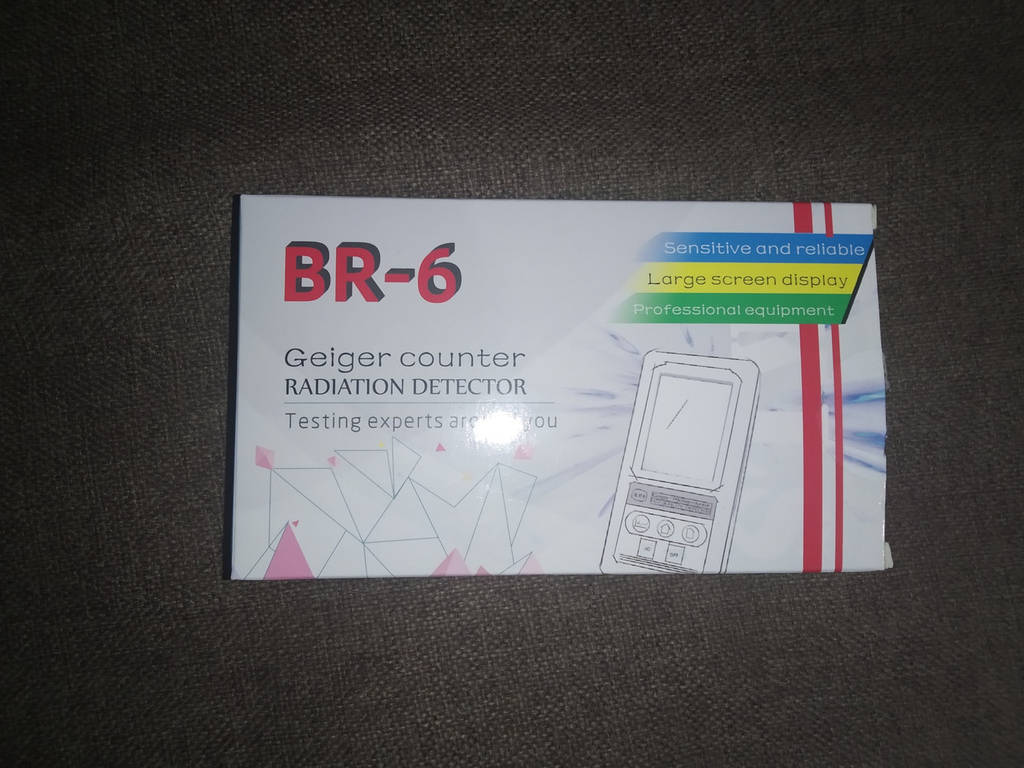 BR-6
Sensitive and reliable
Large screen display
Professional equipment
Geiger counter
RADIATION DETECTOR
Testing experts you